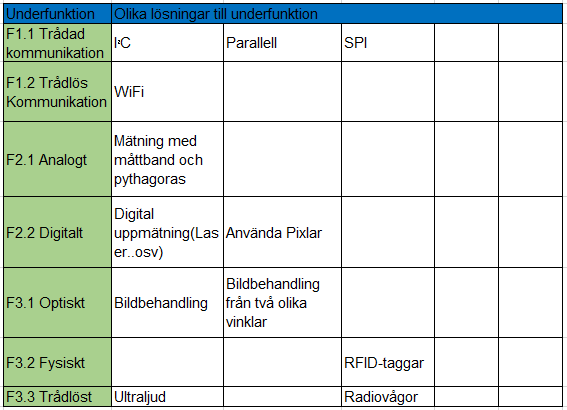 Underfunktion Olika lösningar till underfunktion
F1.1 Trådad
kommunikation I²C Parallell SPI
F1.2 Trådlös
Kommunikation WiFi
F2.1 Analogt Mätning med
måttband och
pythagoras
F2.2 Digitalt Digital
uppmätning(Las
er..osv) Använda Pixlar
F3.1 Optiskt Bildbehandling Bildbehandling
från två olika
vinklar
F3.2 Fysiskt RFID-taggar
F3.3 Trådlöst Ultraljud Radiovågor